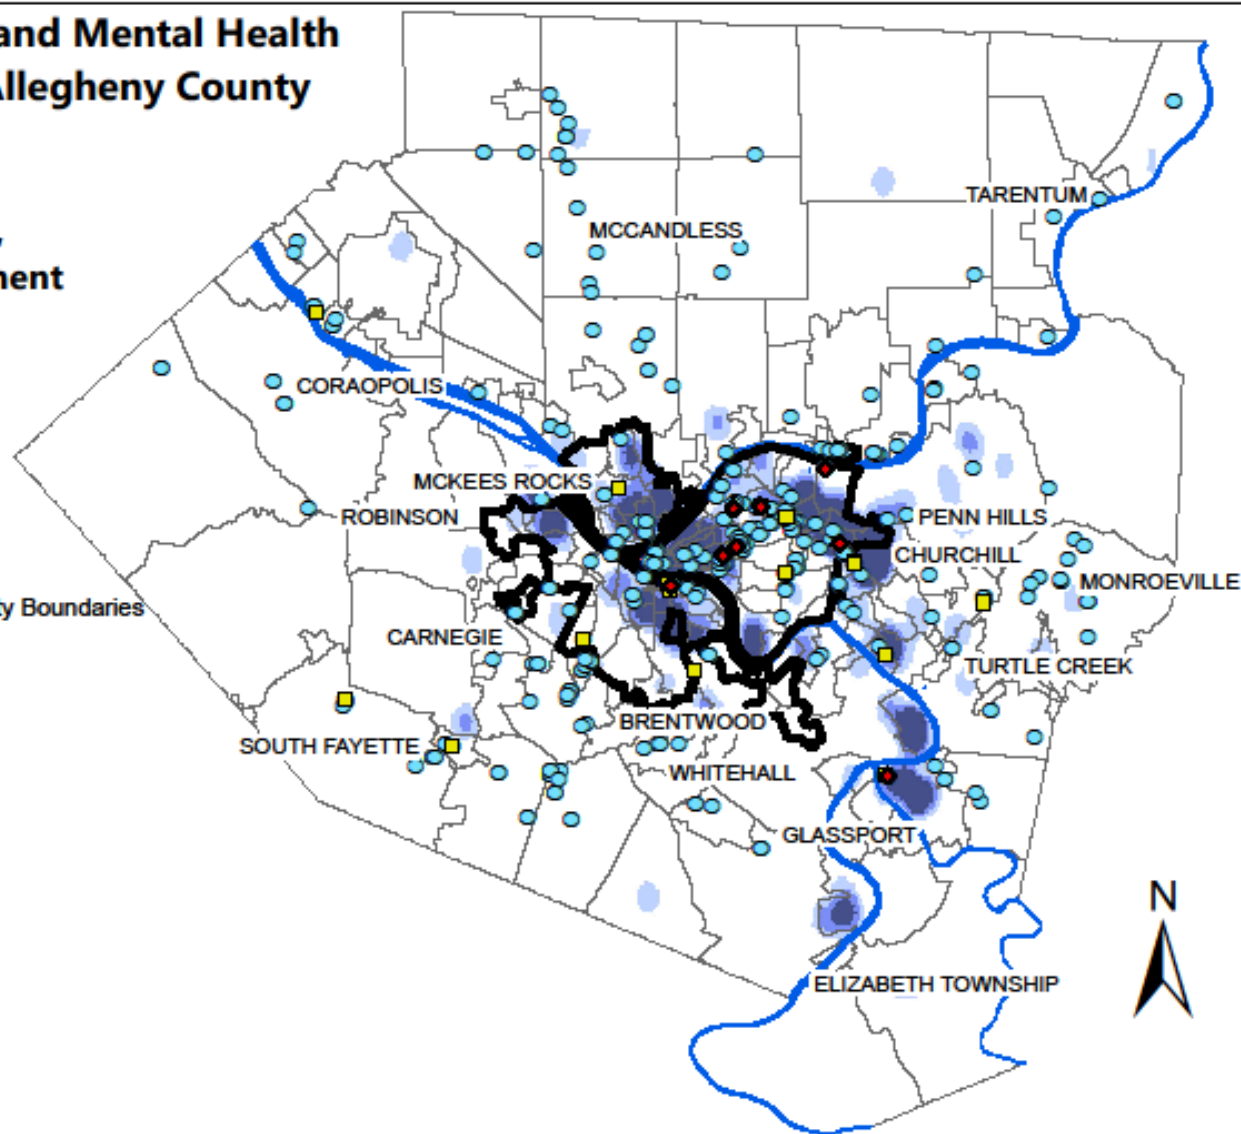 and Mental Health
Allegheny County
TARENTUM
MCCANDLESS
CORAOPOLIS
MCKEES ROCKS
ROBINSON
PENN HILLS
CHURCHILL
MONROEVILLE
Boundaries
CARNEGIE
TURTLE CREEK
BRENTWOOD
SOUTH FAYETTE
WHITEHALL
GLASSPORT
N
ELIZABETH TOWNSHIP